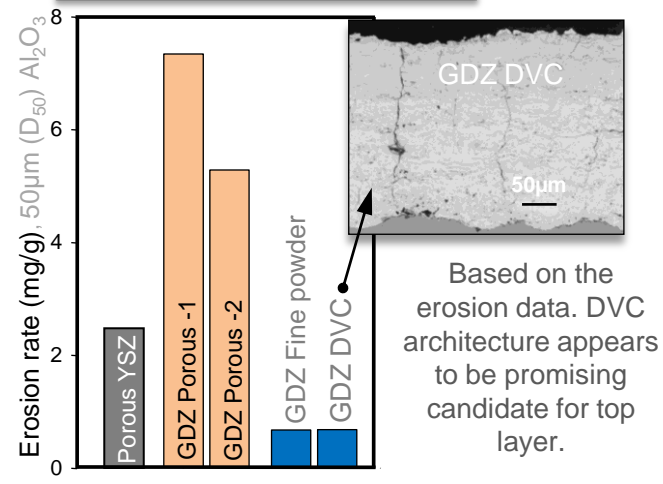 8
6
4
2
0
Erosion rate (mg/g), 50µm (D₅₀) Al₂O₃
Porous YSZ
GDZ Porous -1
GDZ Porous -2
GDZ Fine powder
GDZ DVC
GDZ DVC
50µm
Based on the
erosion data. DVC
architecture appears
to be promising
candidate for top
layer.